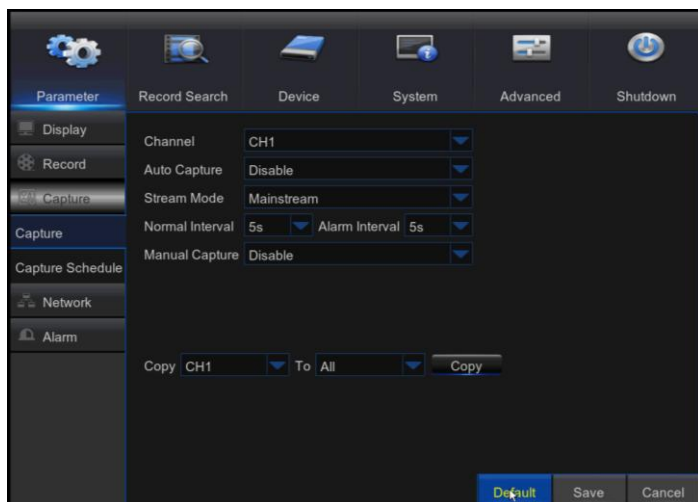 Parameter Record Search Device System Advanced Shutdown
Display
Record
Capture
Capture
Capture Schedule
Network
Alarm
Channel CH1
Auto Capture Disable
Stream Mode Mainstream
Normal Interval 5s Alarm Interval 5s
Manual Capture Disable
Copy CH1 To All Copy
Default Save Cancel